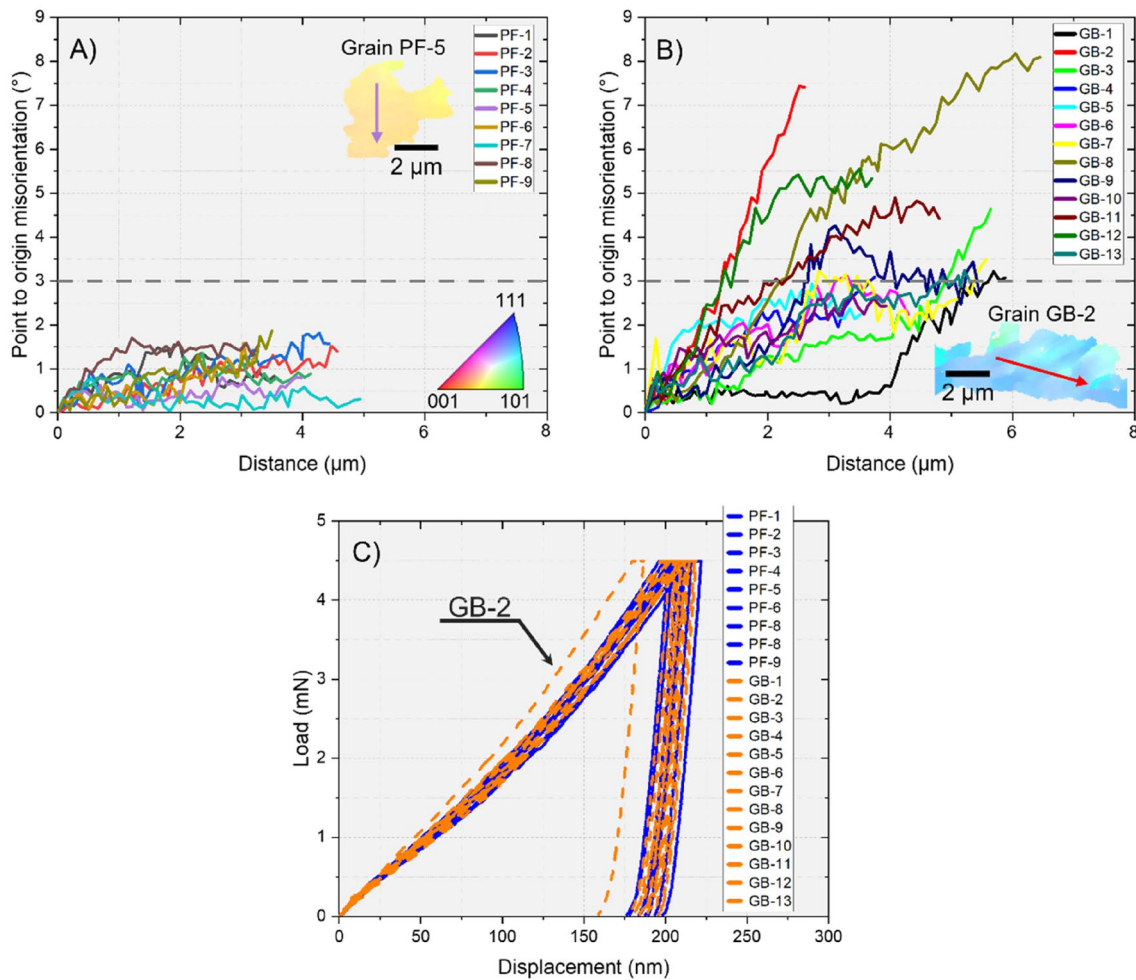 A)
Point to origin misorientation (°)
9
8
7
6
5
4
3
2
1
0
Grain PF-5
2 µm
PF-1
PF-2
PF-3
PF-4
PF-5
PF-6
PF-7
PF-8
PF-9
111
001
101
0
2
4
6
8
Distance (µm)
B)
Point to origin misorientation (°)
9
8
7
6
5
4
3
2
1
0
GB-1
GB-2
GB-3
GB-4
GB-5
GB-6
GB-7
GB-8
GB-9
GB-10
GB-11
GB-12
GB-13
Grain GB-2
2 µm
0
2
4
6
8
Distance (µm)
C)
Load (mN)
5
4
3
2
1
0
GB-2
PF-1
PF-2
PF-3
PF-4
PF-5
PF-6
PF-8
PF-8
PF-9
GB-1
GB-2
GB-3
GB-4
GB-5
GB-6
GB-7
GB-8
GB-9
GB-10
GB-11
GB-12
GB-13
0
50
100
150
200
250
300
Displacement (nm)